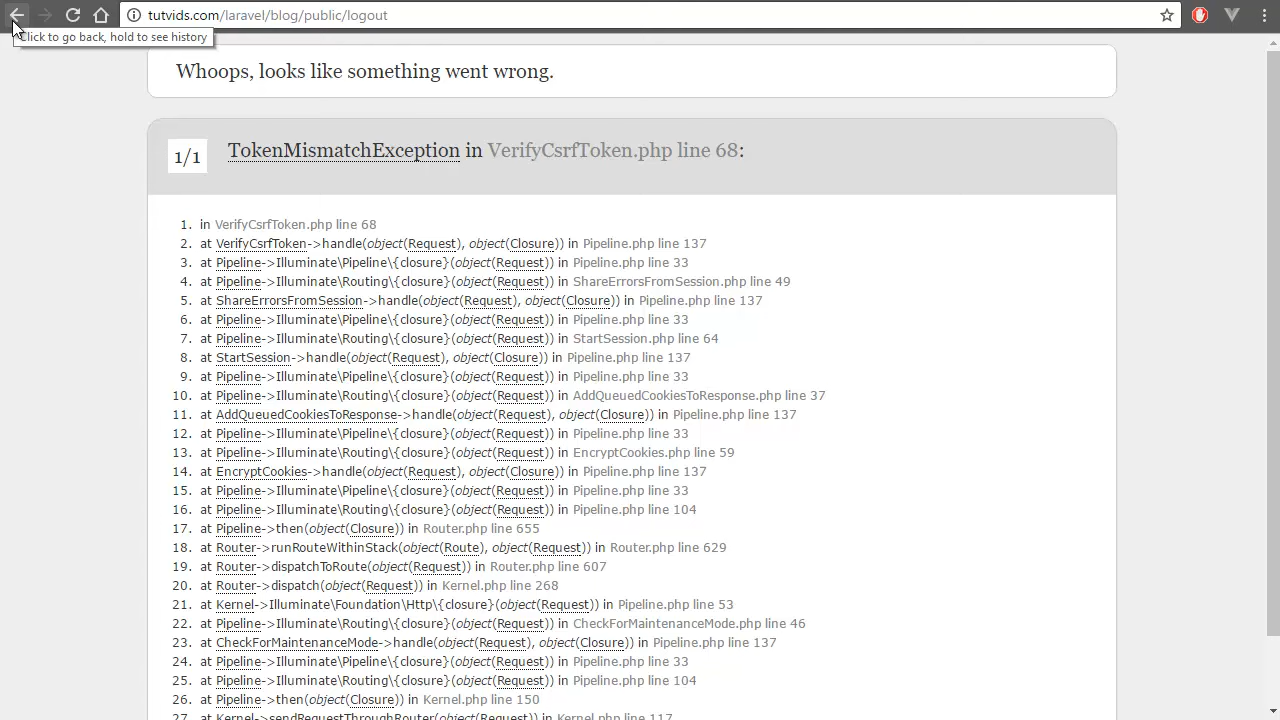 tutvids.com/laravel/blog/public/logout
Click to go back, hold to see history
Whoops, looks like something went wrong.
1/1 TokenMismatchException in VerifyCsrfToken.php line 68:
1. in VerifyCsrfToken.php line 68
2. at VerifyCsrfToken->handle(object(Request), object(Closure)) in Pipeline.php line 137
3. at Pipeline->Illuminate\Pipeline\{closure}(object(Request)) in Pipeline.php line 33
4. at Pipeline->Illuminate\Routing\{closure}(object(Request)) in ShareErrorsFromSession.php line 49
5. at ShareErrorsFromSession->handle(object(Request), object(Closure)) in Pipeline.php line 137
6. at Pipeline->Illuminate\Pipeline\{closure}(object(Request)) in Pipeline.php line 33
7. at Pipeline->Illuminate\Routing\{closure}(object(Request)) in StartSession.php line 64
8. at StartSession->handle(object(Request), object(Closure)) in Pipeline.php line 137
9. at Pipeline->Illuminate\Pipeline\{closure}(object(Request)) in Pipeline.php line 33
10. at Pipeline->Illuminate\Routing\{closure}(object(Request)) in AddQueuedCookiesToResponse.php line 37
11. at AddQueuedCookiesToResponse->handle(object(Request), object(Closure)) in Pipeline.php line 137
12. at Pipeline->Illuminate\Pipeline\{closure}(object(Request)) in Pipeline.php line 33
13. at Pipeline->Illuminate\Routing\{closure}(object(Request)) in EncryptCookies.php line 59
14. at EncryptCookies->handle(object(Request), object(Closure)) in Pipeline.php line 137
15. at Pipeline->Illuminate\Pipeline\{closure}(object(Request)) in Pipeline.php line 33
16. at Pipeline->Illuminate\Routing\{closure}(object(Request)) in Pipeline.php line 104
17. at Pipeline->then(object(Closure)) in Router.php line 655
18. at Router->runRouteWithinStack(object(Route), object(Request)) in Router.php line 629
19. at Router->dispatchToRoute(object(Request)) in Router.php line 607
20. at Router->dispatch(object(Request)) in Kernel.php line 268
21. at Kernel->Illuminate\Foundation\Http\{closure}(object(Request)) in Pipeline.php line 53
22. at Pipeline->Illuminate\Routing\{closure}(object(Request)) in CheckForMaintenanceMode.php line 46
23. at CheckForMaintenanceMode->handle(object(Request), object(Closure)) in Pipeline.php line 137
24. at Pipeline->Illuminate\Pipeline\{closure}(object(Request)) in Pipeline.php line 33
25. at Pipeline->Illuminate\Routing\{closure}(object(Request)) in Pipeline.php line 104
26. at Pipeline->then(object(Closure)) in Kernel.php line 150
27. at Kernel->sendRequestThroughRouter(object(Request)) in Kernel.php line 117